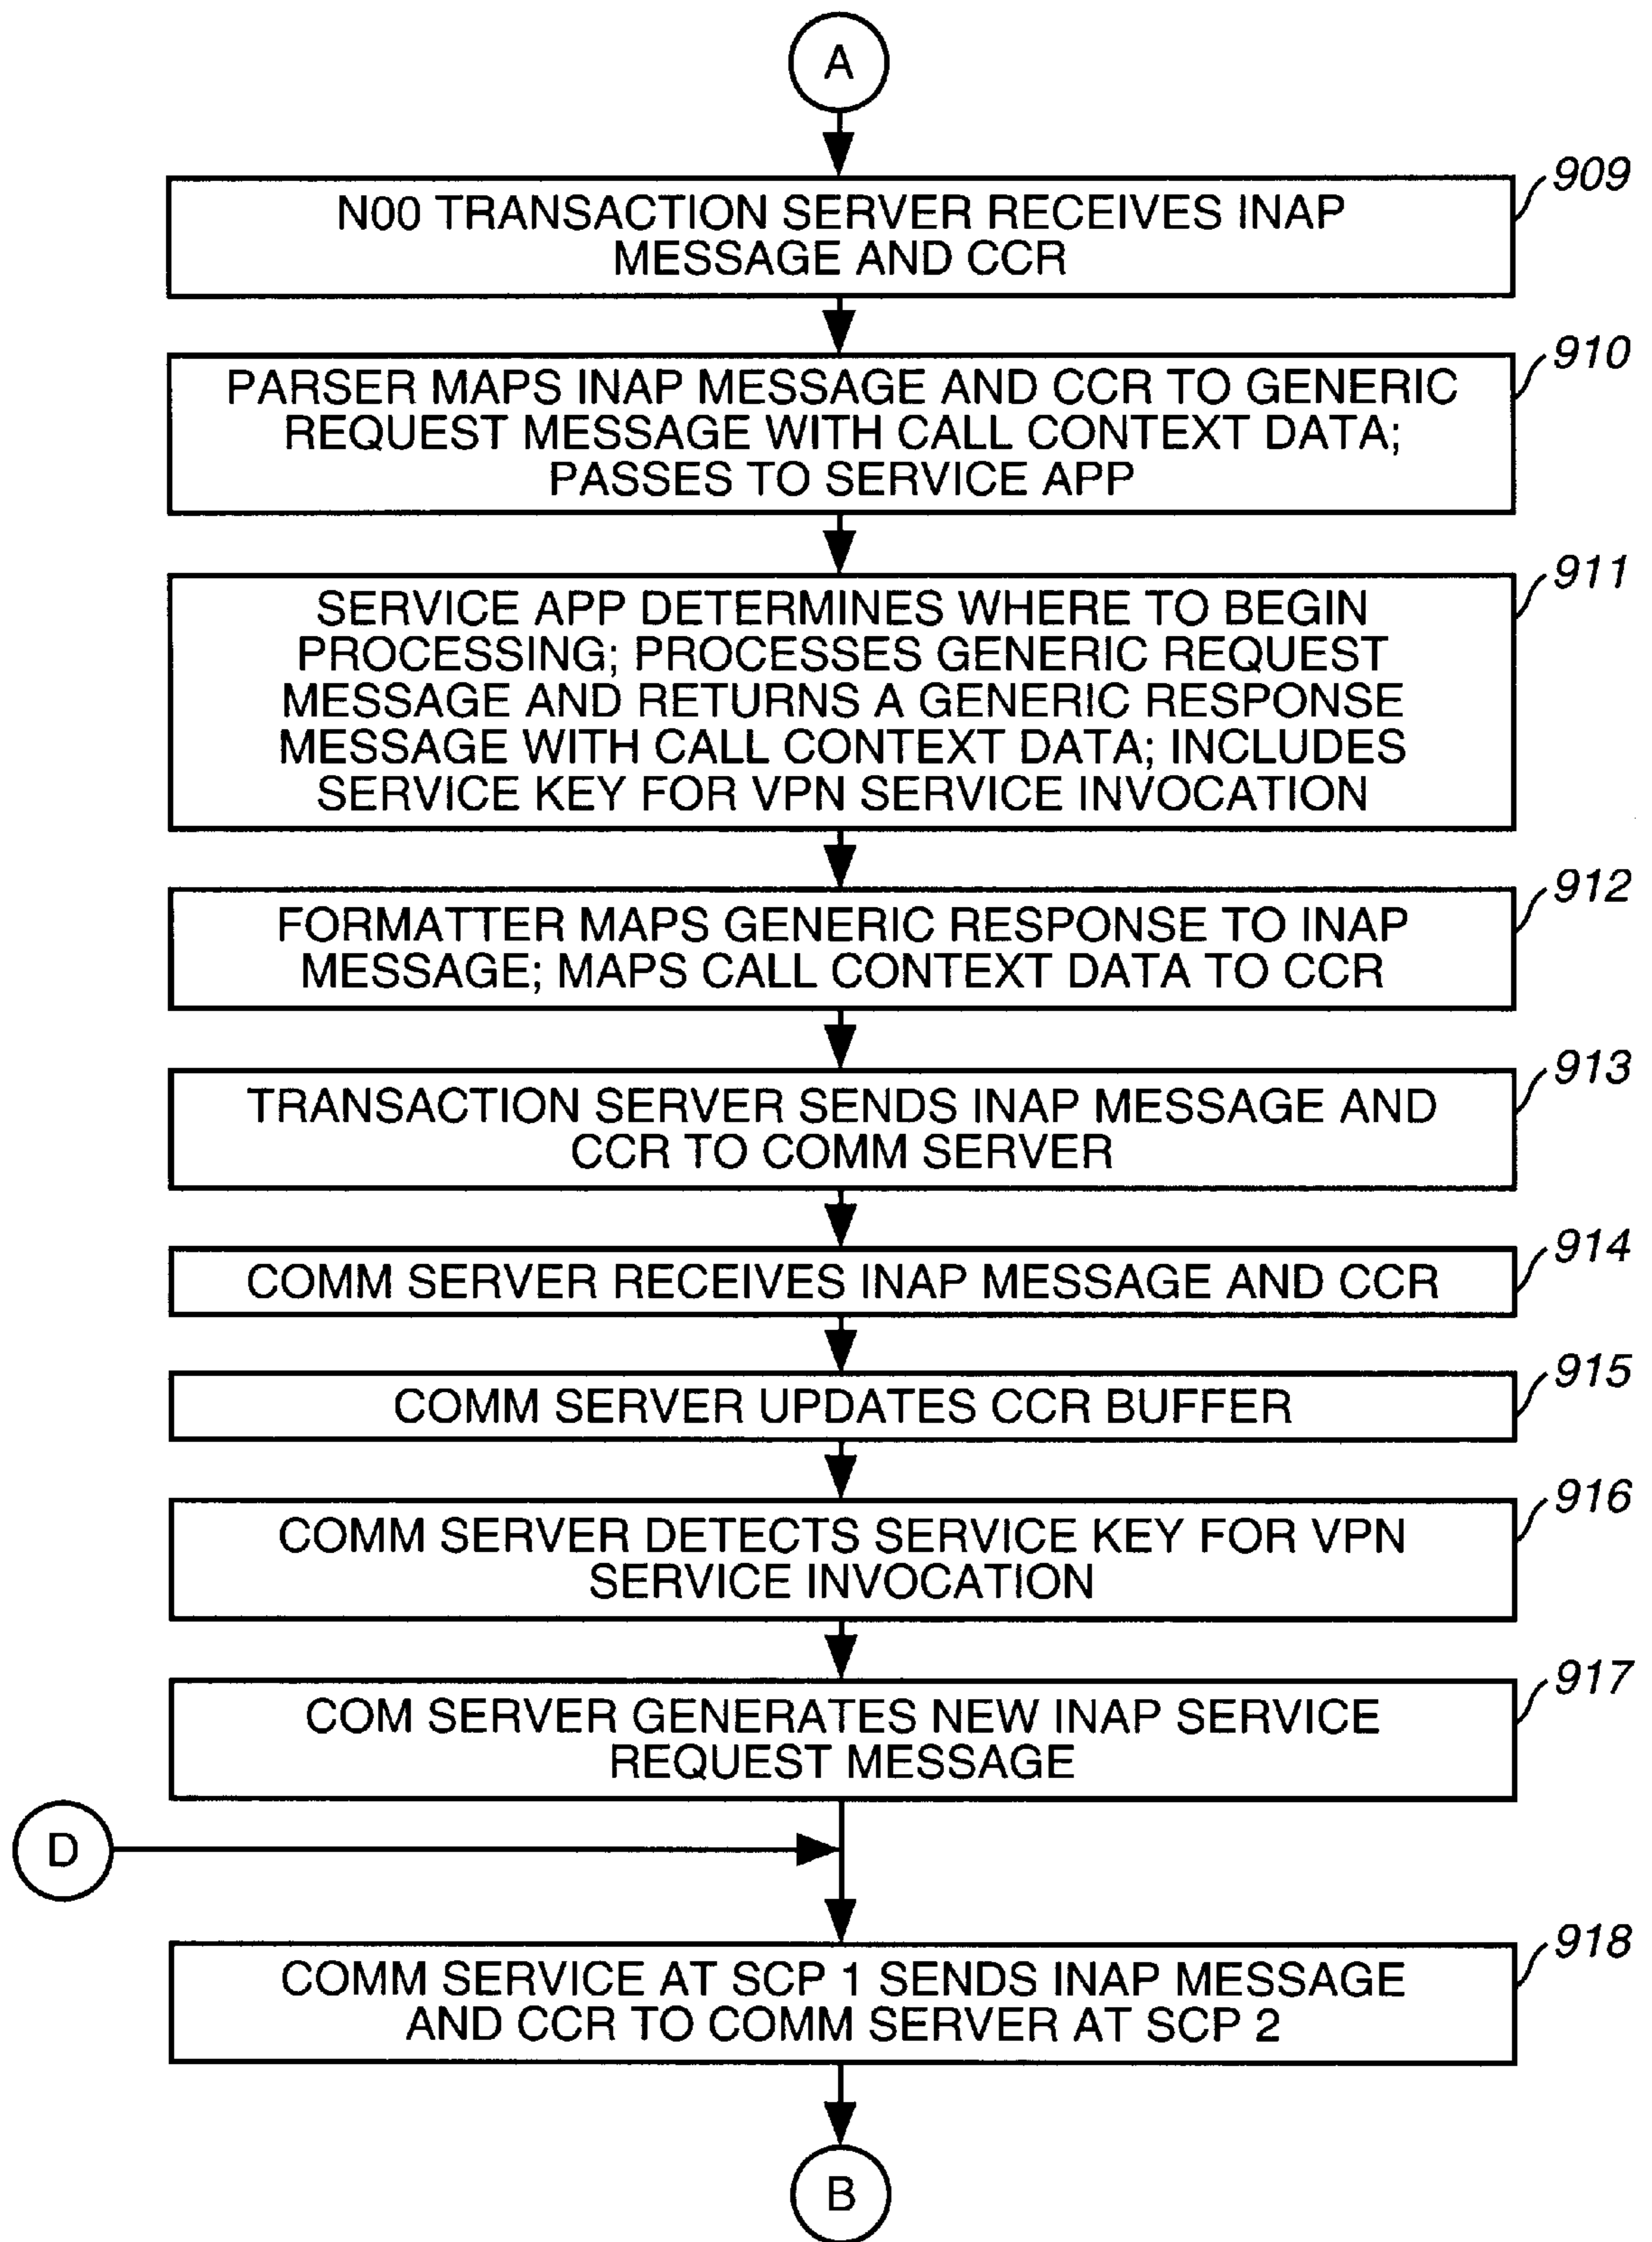 A
909
N00 TRANSACTION SERVER RECEIVES INAP
MESSAGE AND CCR
910
PARSER MAPS INAP MESSAGE AND CCR TO GENERIC
REQUEST MESSAGE WITH CALL CONTEXT DATA;
PASSES TO SERVICE APP
911
SERVICE APP DETERMINES WHERE TO BEGIN
PROCESSING; PROCESSES GENERIC REQUEST
MESSAGE AND RETURNS A GENERIC RESPONSE
MESSAGE WITH CALL CONTEXT DATA; INCLUDES
SERVICE KEY FOR VPN SERVICE INVOCATION
912
FORMATTER MAPS GENERIC RESPONSE TO INAP
MESSAGE; MAPS CALL CONTEXT DATA TO CCR
913
TRANSACTION SERVER SENDS INAP MESSAGE AND
CCR TO COMM SERVER
914
COMM SERVER RECEIVES INAP MESSAGE AND CCR
915
COMM SERVER UPDATES CCR BUFFER
916
COMM SERVER DETECTS SERVICE KEY FOR VPN
SERVICE INVOCATION
917
COM SERVER GENERATES NEW INAP SERVICE
REQUEST MESSAGE
D
918
COMM SERVICE AT SCP 1 SENDS INAP MESSAGE
AND CCR TO COMM SERVER AT SCP 2
B